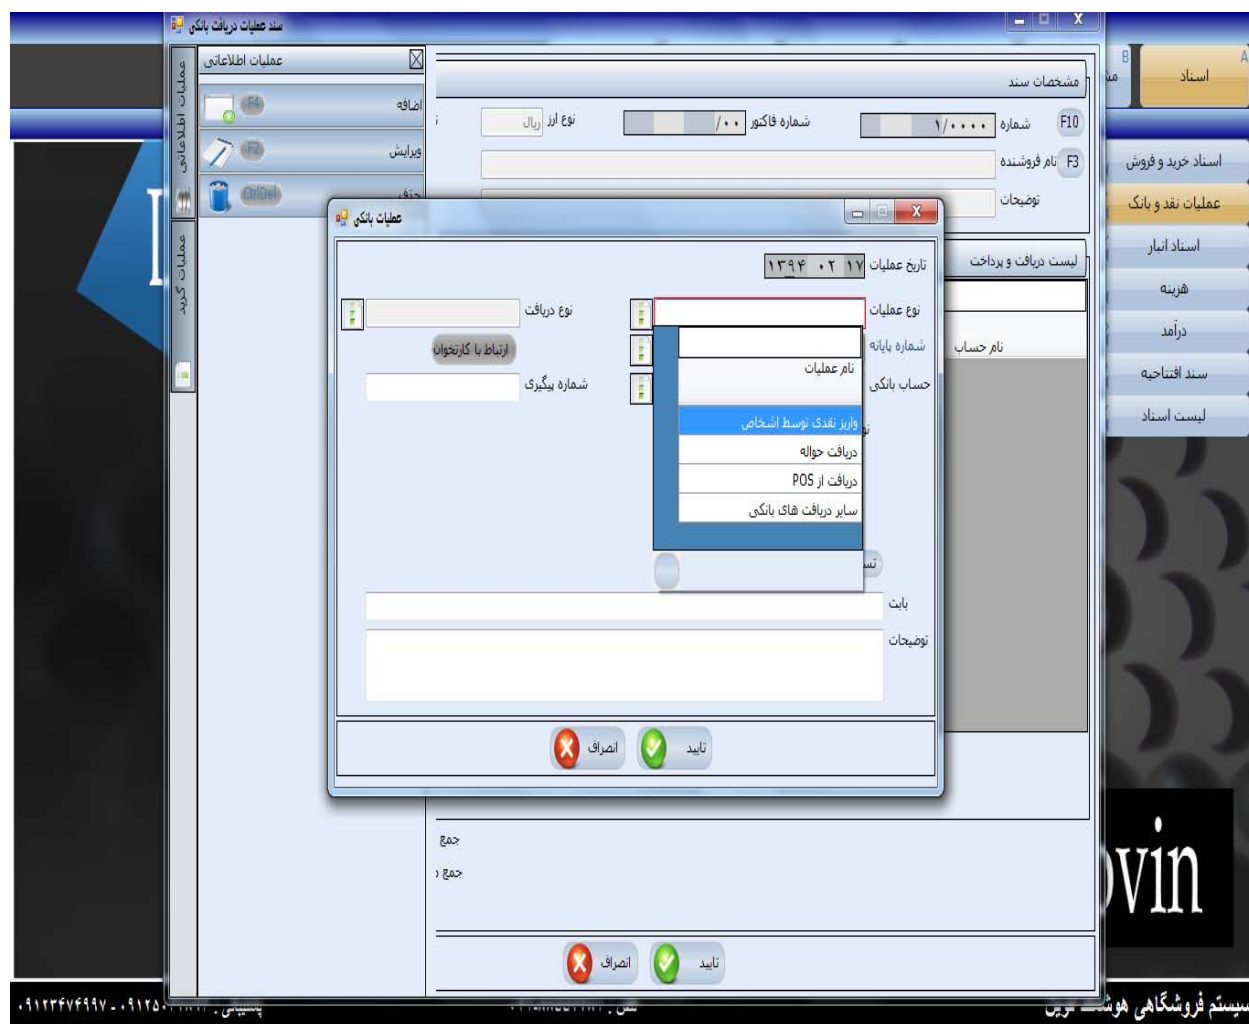 سند عملیات دریافت بانکی
عملیات اطلاعاتی
اضافه F4
ویرایش F2
حذف CtrlDel
عملیات اطلاعاتی
عملیات کاربد
مشخصات سند
F10 شماره ۱/۰۰۰۰ شماره فاکتور /۰۰ نوع ارز ریال
F3 نام فروشنده
توضیحات
لیست دریافت و پرداخت
نام حساب
A
اسناد
B
اسناد خرید و فروش
عملیات نقد و بانک
اسناد انبار
هزینه
درآمد
سند افتتاحیه
لیست اسناد
عملیات بانکی
تاریخ عملیات ۱۳۹۴ ۰۲ ۱۷
نوع عملیات
نوع دریافت
شماره پایانه
ارتباط با کارتخوان
حساب بانکی
شماره پیگیری
نام عملیات
واریز نقدی توسط اشخاص
دریافت حواله
دریافت از POS
سایر دریافت های بانکی
بابت
توضیحات
تایید
انصراف
جمع
جمع
تایید
انصراف
ovin
سیستم فروشگاهی